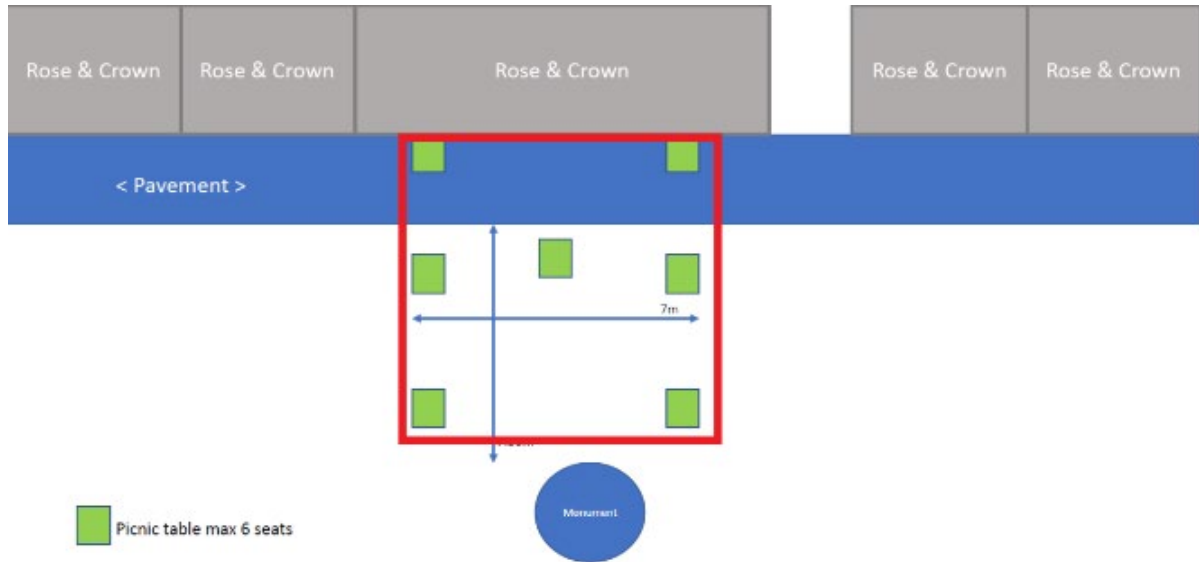 Rose & Crown
Rose & Crown
Rose & Crown
Rose & Crown
Rose & Crown
< Pavement >
7m
Monument
Picnic table max 6 seats